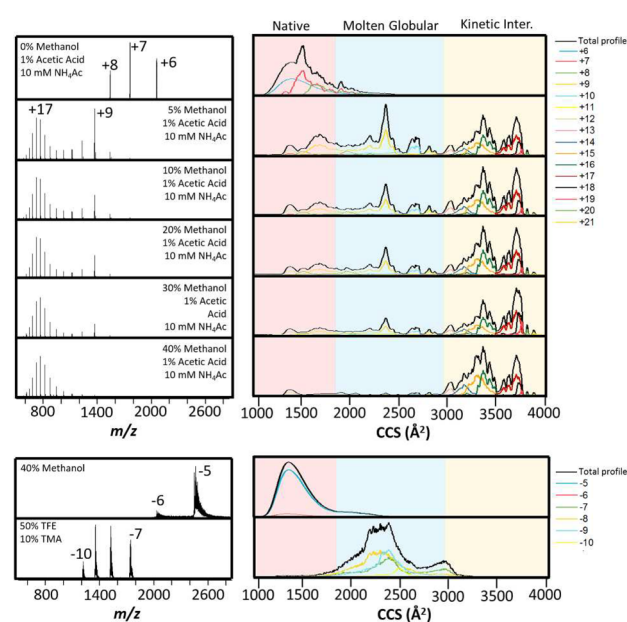 Native Molten Globular Kinetic Inter.
0% Methanol
1% Acetic Acid
10 mM NH₄Ac
+8
+7
+6
+17
+9
5% Methanol
1% Acetic Acid
10 mM NH₄Ac
10% Methanol
1% Acetic Acid
10 mM NH₄Ac
20% Methanol
1% Acetic Acid
10 mM NH₄Ac
30% Methanol
1% Acetic
Acid
10 mM NH₄Ac
40% Methanol
1% Acetic Acid
10 mM NH₄Ac
800 1400 2000 2600
m/z
1000 1500 2000 2500 3000 3500 4000
CCS (Å²)
Total profile
+6
+7
+8
+9
+10
+11
+12
+13
+14
+15
+16
+17
+18
+19
+20
+21
40% Methanol
-6
-5
50% TFE
10% TMA
-10
-7
800 1400 2000 2600
m/z
1000 1500 2000 2500 3000 3500 4000
CCS (Å²)
Total profile
-5
-6
-7
-8
-9
-10